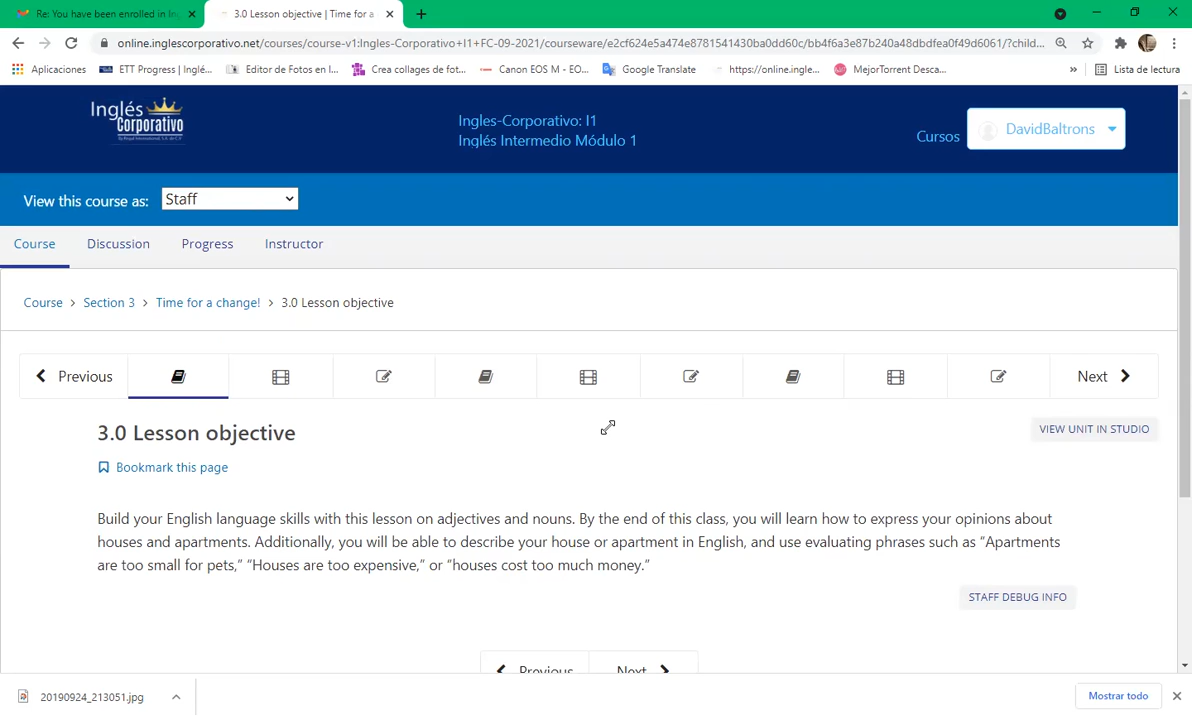 Re: You have been enrolled in In
3.0 Lesson objective | Time for a
online.inglescorporativo.net/courses/course-v1:Ingles-Corporativo+I1+FC-09-2021/courseware/e2cf624e5a474e8781541430ba0dd60c/bb4f6a3e87b240a48dbdfea0f49d6061/?child...
Aplicaciones
ETT Progress | Inglé...
Editor de Fotos en l...
Crea collages de fot...
Canon EOS M - EO...
Google Translate
https://online.ingle...
MejorTorrent Desca...
»
Lista de lectura
Inglés
Corporativo
Ingles-Corporativo: I1
Inglés Intermedio Módulo 1
Cursos
DavidBaltrons
View this course as:
Staff
Course
Discussion
Progress
Instructor
Course > Section 3 > Time for a change! > 3.0 Lesson objective
Previous
Next
3.0 Lesson objective
VIEW UNIT IN STUDIO
Bookmark this page
Build your English language skills with this lesson on adjectives and nouns. By the end of this class, you will learn how to express your opinions about
houses and apartments. Additionally, you will be able to describe your house or apartment in English, and use evaluating phrases such as “Apartments
are too small for pets,” “Houses are too expensive,” or “houses cost too much money.”
STAFF DEBUG INFO
Previous
Next
20190924_213051.jpg
Mostrar todo